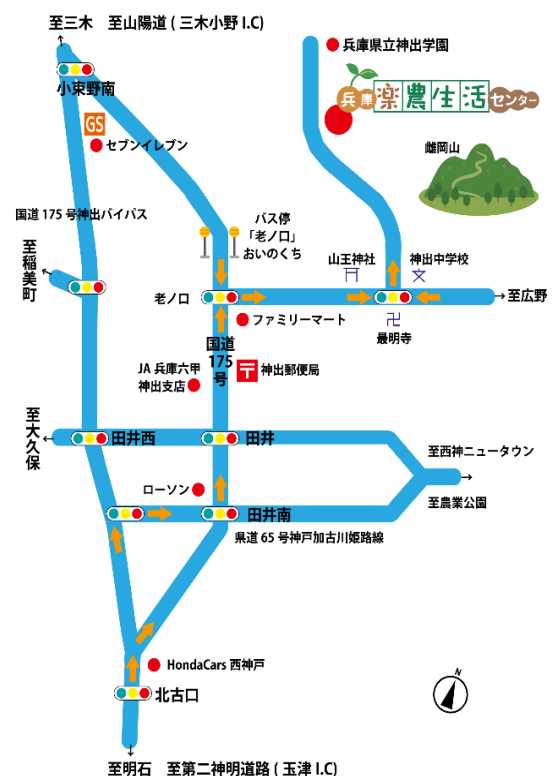 至三木 至山陽道 ( 三木小野 I.C)
小束野南
GS
セブンイレブン
兵庫県立神出学園
兵庫楽農生活センター
雌岡山
国道 175 号神出バイパス
バス停
「老ノ口」
おいのくち
至稲美町
山王神社
神出中学校
老ノ口
至広野
ファミリーマート
最明寺
国道
175
号
JA 兵庫六甲
神出支店
〒
神出郵便局
至大久保
田井西
田井
至西神ニュータウン
至農業公園
ローソン
田井南
県道 65 号神戸加古川姫路線
HondaCars 西神戸
北古口
N
至明石 至第二神明道路 ( 玉津 I.C)